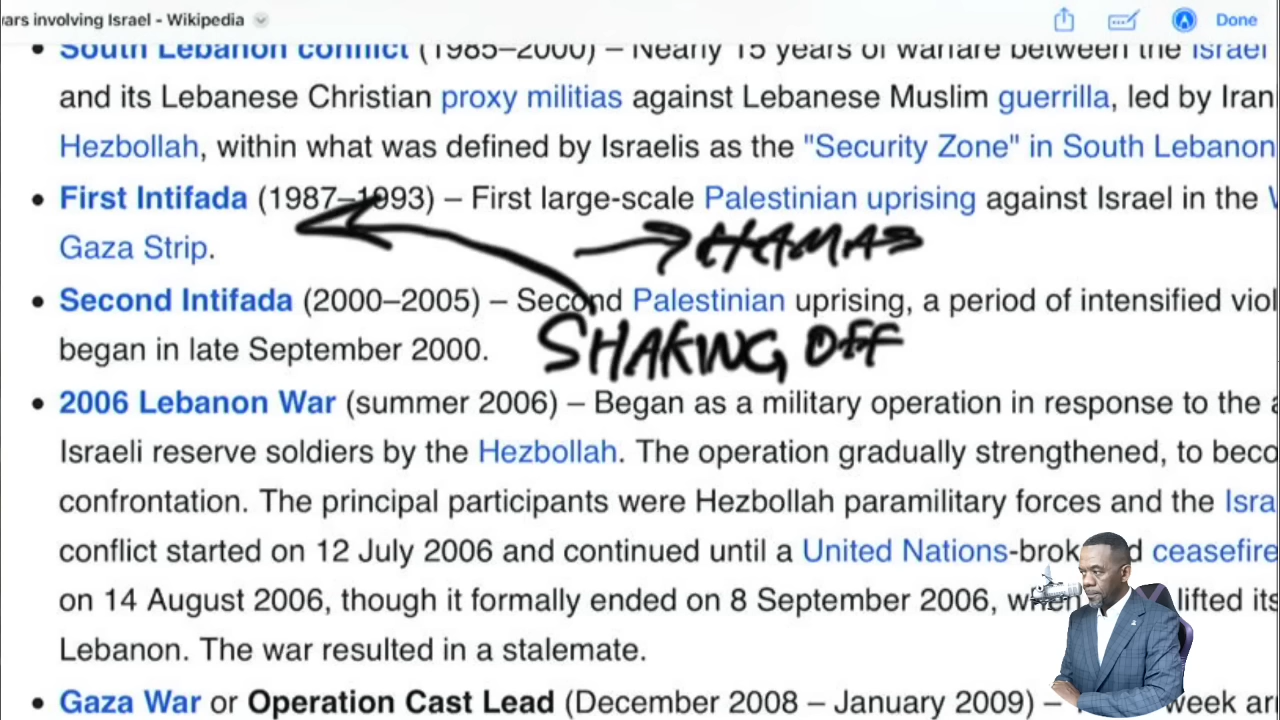 ars involving Israel - Wikipedia Done
South Lebanon conflict (1985–2000) – Nearly 15 years of warfare between the Israel
and its Lebanese Christian proxy militias against Lebanese Muslim guerrilla, led by Iran
Hezbollah, within what was defined by Israelis as the "Security Zone" in South Lebanon
First Intifada (1987–1993) – First large-scale Palestinian uprising against Israel in the
Gaza Strip.
→ HAMAS
Second Intifada (2000–2005) – Second Palestinian uprising, a period of intensified viol
began in late September 2000.
SHAKING OFF
2006 Lebanon War (summer 2006) – Began as a military operation in response to the a
Israeli reserve soldiers by the Hezbollah. The operation gradually strengthened, to beco
confrontation. The principal participants were Hezbollah paramilitary forces and the Isra
conflict started on 12 July 2006 and continued until a United Nations-brok d ceasefire
on 14 August 2006, though it formally ended on 8 September 2006, when lifted its
Lebanon. The war resulted in a stalemate.
Gaza War or Operation Cast Lead (December 2008 – January 2009) – week ar